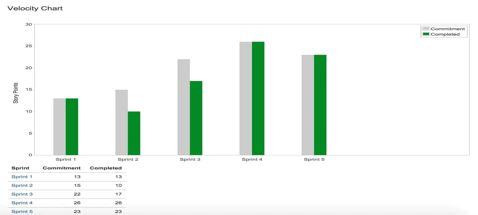 Velocity Chart
30
Commitment
Completed
25
20
Story Points
15
10
5
0
Sprint 1 Sprint 2 Sprint 3 Sprint 4 Sprint 5
Sprint Commitment Completed
Sprint 1 13 13
Sprint 2 15 10
Sprint 3 22 17
Sprint 4 26 26
Sprint 5 23 23